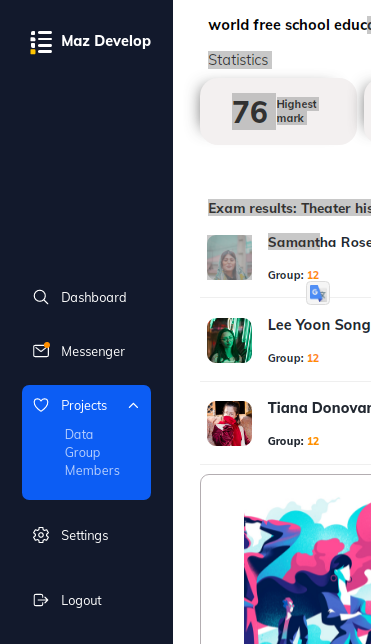 Maz Develop
Dashboard
Messenger
Projects
Data
Group
Members
Settings
Logout
world free school educ
Statistics
76 Highest
mark
Exam results: Theater his
Samantha Rose
Group: 12
Lee Yoon Song
Group: 12
Tiana Donovan
Group: 12